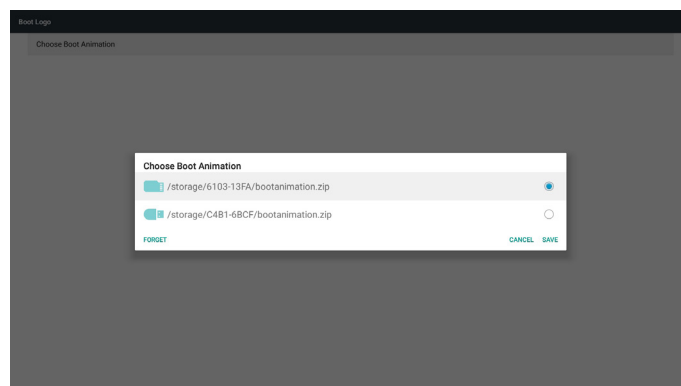 Boot Logo
Choose Boot Animation
Choose Boot Animation
/storage/6103-13FA/bootanimation.zip
/storage/C4B1-6BCF/bootanimation.zip
FORGET CANCEL SAVE